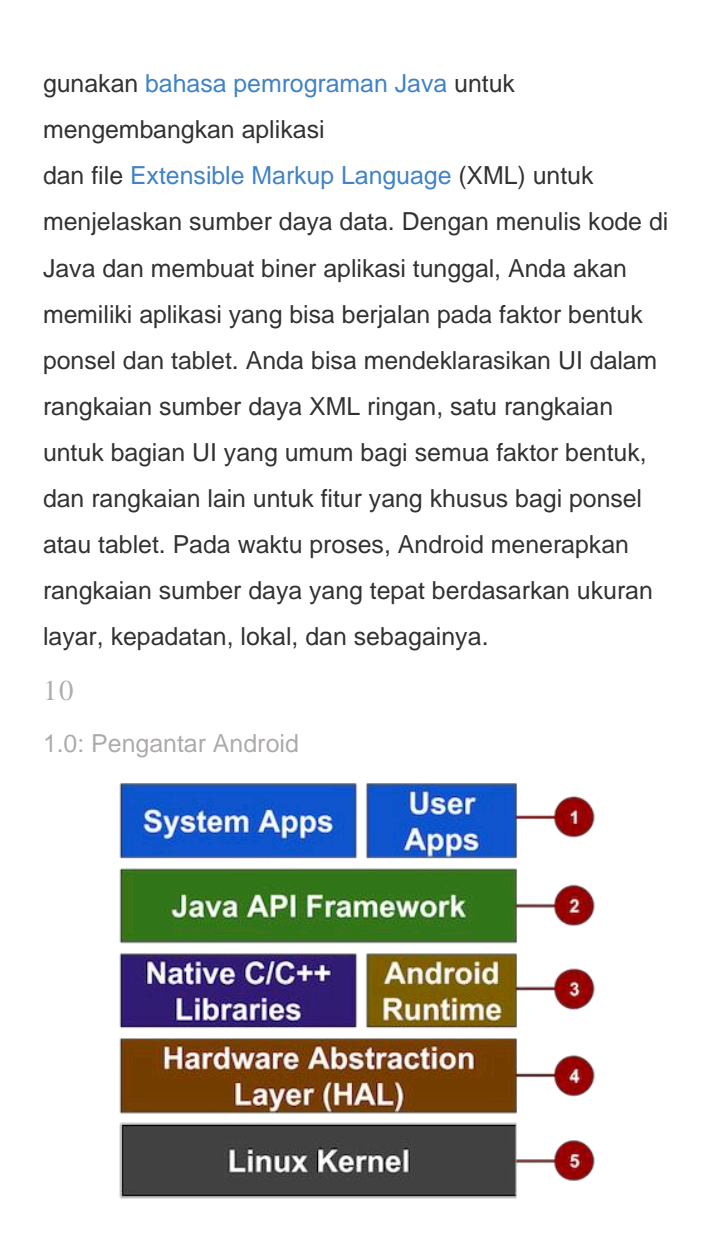 gunakan bahasa pemrograman Java untuk
mengembangkan aplikasi
dan file Extensible Markup Language (XML) untuk
menjelaskan sumber daya data. Dengan menulis kode di
Java dan membuat biner aplikasi tunggal, Anda akan
memiliki aplikasi yang bisa berjalan pada faktor bentuk
ponsel dan tablet. Anda bisa mendeklarasikan UI dalam
rangkaian sumber daya XML ringan, satu rangkaian
untuk bagian UI yang umum bagi semua faktor bentuk,
dan rangkaian lain untuk fitur yang khusus bagi ponsel
atau tablet. Pada waktu proses, Android menerapkan
rangkaian sumber daya yang tepat berdasarkan ukuran
layar, kepadatan, lokal, dan sebagainya.
10
1.0: Pengantar Android
System Apps
User
Apps
1
Java API Framework
2
Native C/C++
Libraries
Android
Runtime
3
Hardware Abstraction
Layer (HAL)
4
Linux Kernel
5